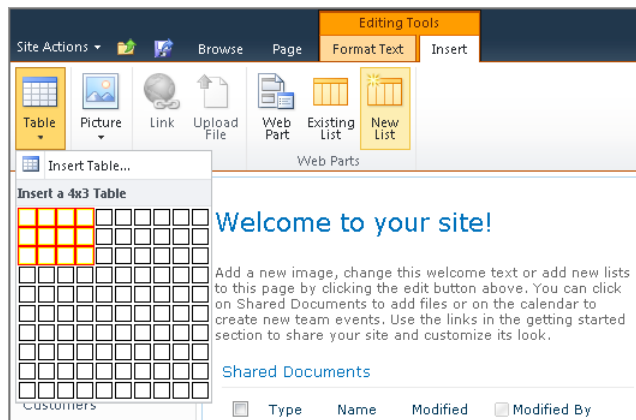 Editing Tools
Site Actions Browse Page Format Text Insert
Table Picture Link Upload File Web Part Existing List New List
Web Parts
Insert Table...
Insert a 4x3 Table
Welcome to your site!
Add a new image, change this welcome text or add new lists
to this page by clicking the edit button above. You can click
on Shared Documents to add files or on the calendar to
create new team events. Use the links in the getting started
section to share your site and customize its look.
Shared Documents
Customers
Type Name Modified Modified By